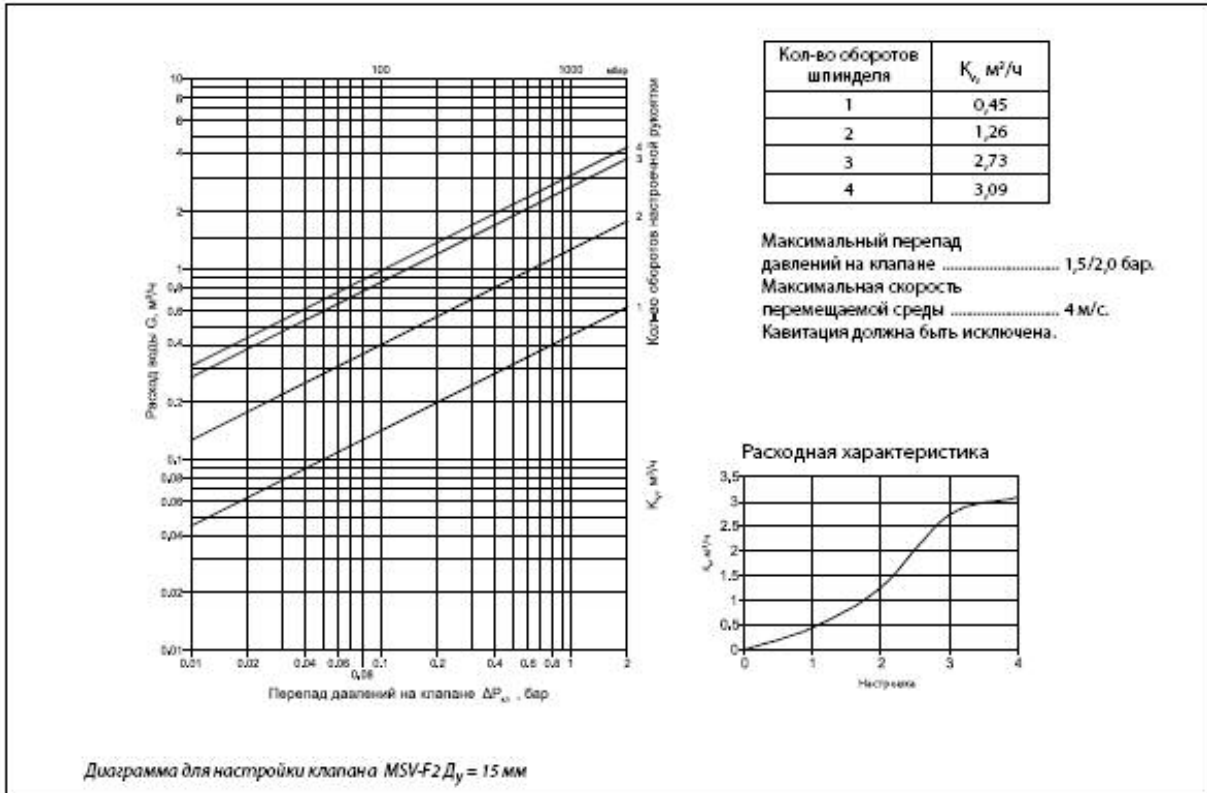 100 1000 мбар
10
8
6
4
2
1
0.8
0.6
0.4
0.2
0.1
0.08
0.06
0.04
0.02
0.01
0.01 0.02 0.04 0.06 0.1 0.2 0.4 0.6 0.8 1 2
0,08
Расход воды G, м³/ч
4
3
2
1
Кол-во оборотов настроечной рукоятки
Kᵥ, м³/ч
Перепад давлений на клапане ΔPкл , бар
Кол-во оборотов шпинделя
Kᵥ, м³/ч
1 0,45
2 1,26
3 2,73
4 3,09
Максимальный перепад
давлений на клапане ........................ 1,5/2,0 бар.
Максимальная скорость
перемещаемой среды ..................... 4 м/с.
Кавитация должна быть исключена.
Расходная характеристика
3,5
3
2.5
2
1.5
1
0,5
0
0 1 2 3 4
Kᵥ, м³/ч
Настройка
Диаграмма для настройки клапана MSV-F2 Ду = 15 мм